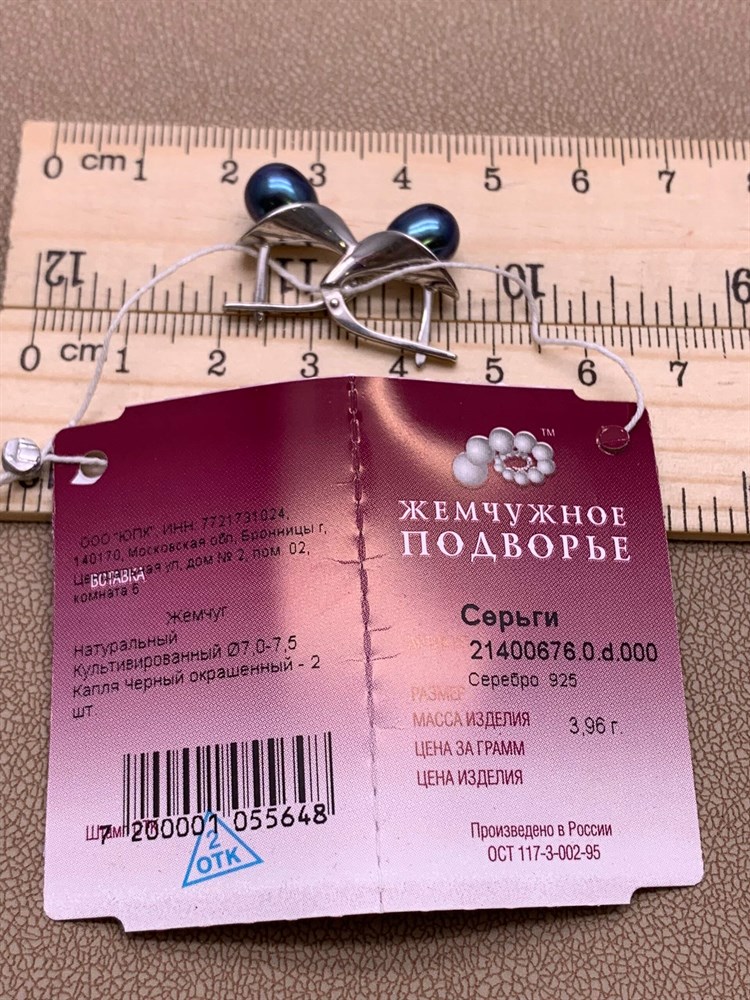 0 cm 1 2 3 4 5 6 7
12 11 10 9
0 cm 1 2 3 4 5 6 7
ООО "ЮПК", ИНН 7721731024,
140170, Московская обл, Бронницы г,
ул, дом № 2, пом. 02,
ВСТАВКА
комната 6
Жемчуг
Натуральный
Культивированный Ø7,0-7,5
Капля Черный окрашенный - 2
шт.
7 200001 055648
2
ОТК
TM
ЖЕМЧУЖНОЕ
ПОДВОРЬЕ
Серьги
21400676.0.d.000
Серебро 925
РАЗМЕР
МАССА ИЗДЕЛИЯ 3,96 г.
ЦЕНА ЗА ГРАММ
ЦЕНА ИЗДЕЛИЯ
Произведено в России
ОСТ 117-3-002-95